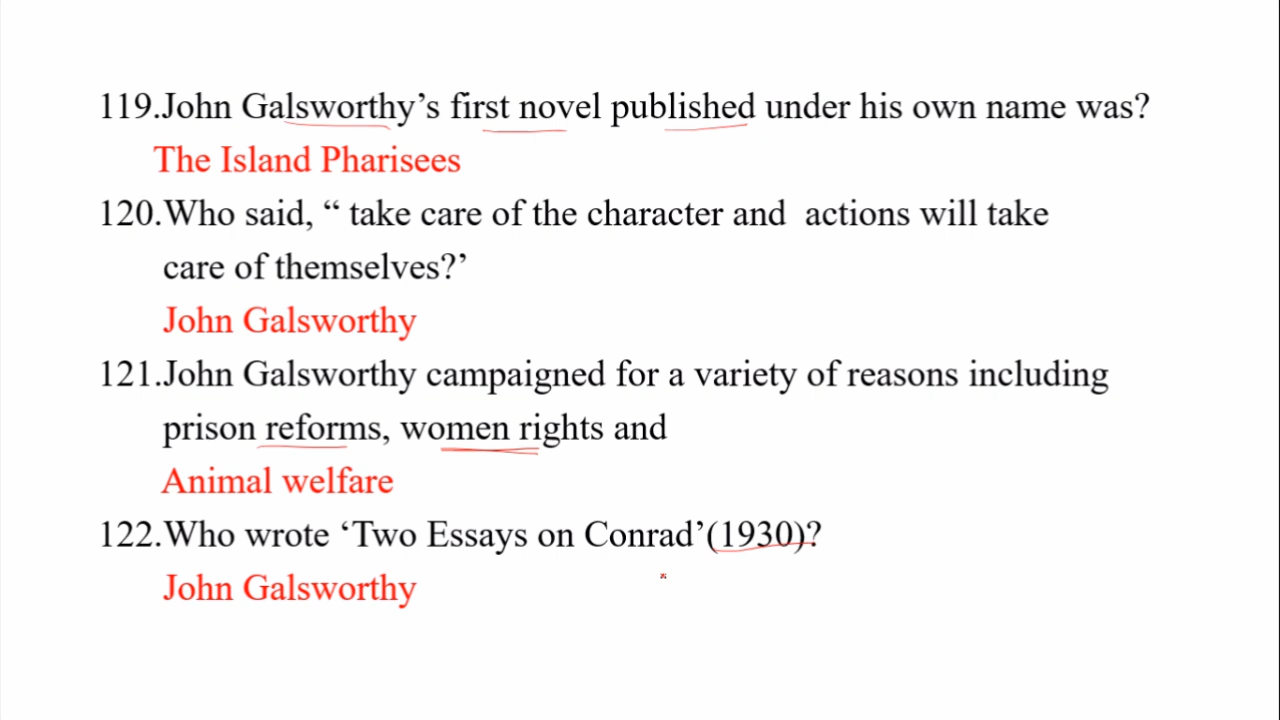 119.John Galsworthy’s first novel published under his own name was?
The Island Pharisees
120.Who said, “ take care of the character and actions will take
care of themselves?’
John Galsworthy
121.John Galsworthy campaigned for a variety of reasons including
prison reforms, women rights and
Animal welfare
122.Who wrote ‘Two Essays on Conrad’(1930)?
John Galsworthy